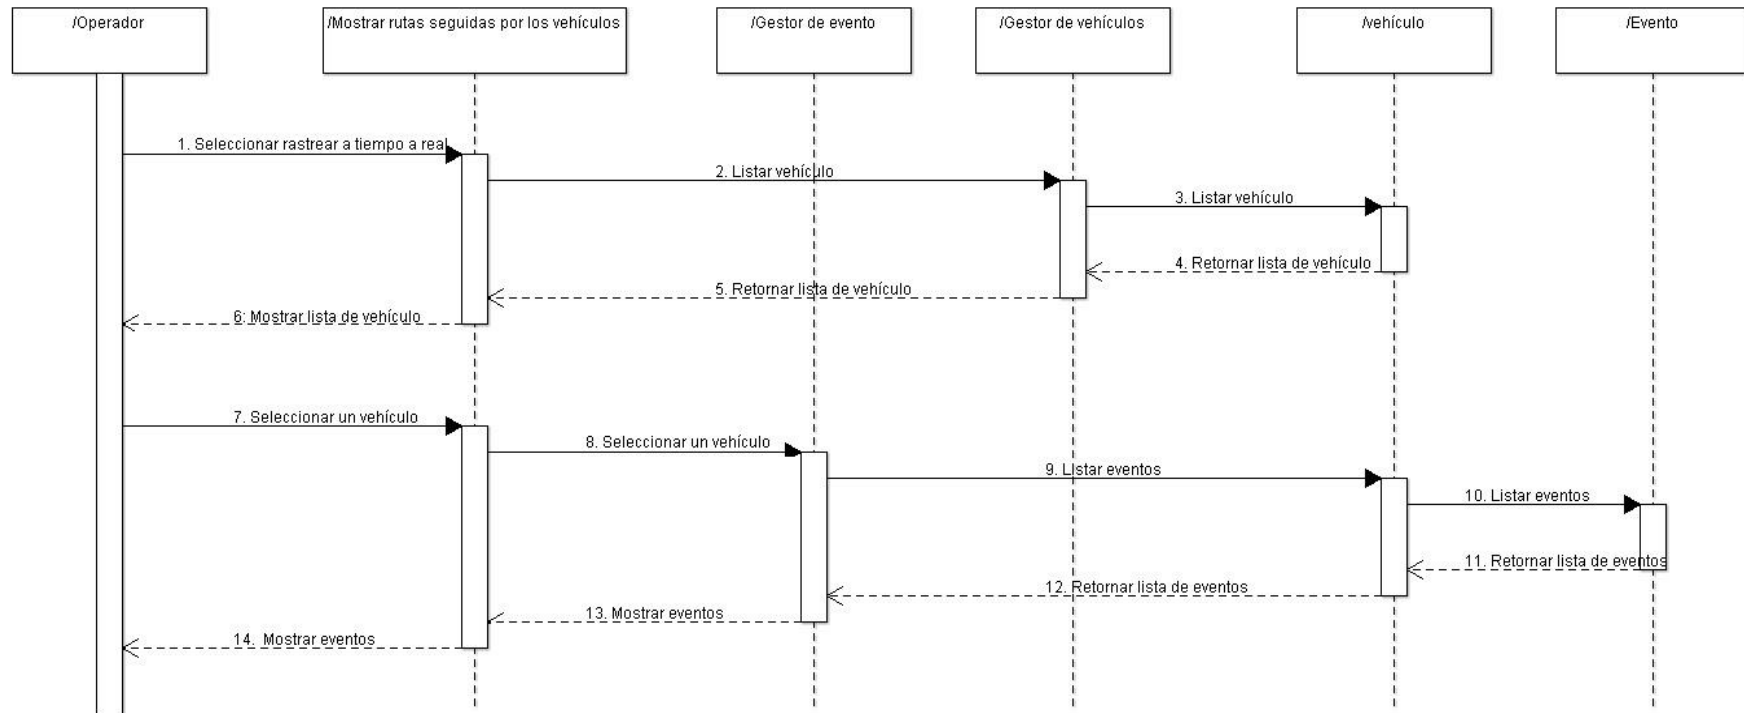 /Operador
/Mostrar rutas seguidas por los vehículos
/Gestor de evento
/Gestor de vehículos
/vehículo
/Evento
1. Seleccionar rastrear a tiempo a real
2. Listar vehículo
3. Listar vehículo
4. Retornar lista de vehículo
5. Retornar lista de vehículo
6: Mostrar lista de vehículo
7. Seleccionar un vehículo
8. Seleccionar un vehículo
9. Listar eventos
10. Listar eventos
11. Retornar lista de eventos
12. Retornar lista de eventos
13. Mostrar eventos
14. Mostrar eventos